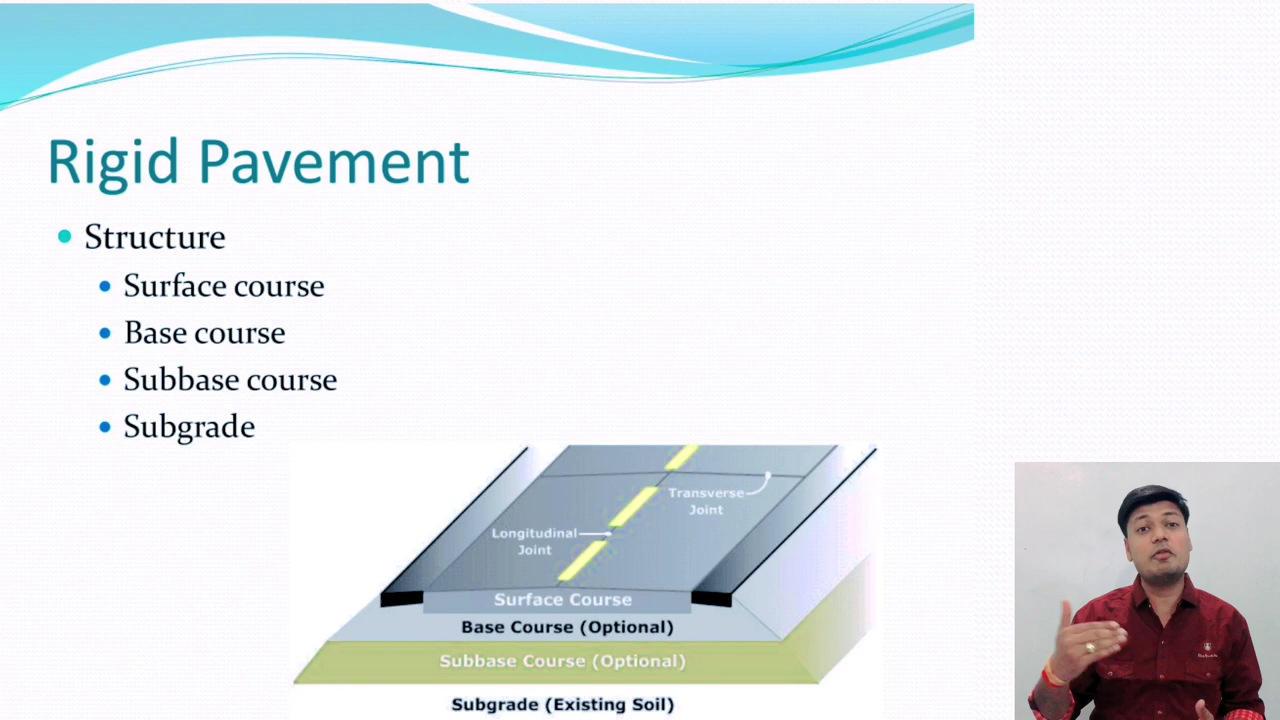 Rigid Pavement
Structure
Surface course
Base course
Subbase course
Subgrade
Transverse
Joint
Longitudinal
Joint
Surface Course
Base Course (Optional)
Subbase Course (Optional)
Subgrade (Existing Soil)